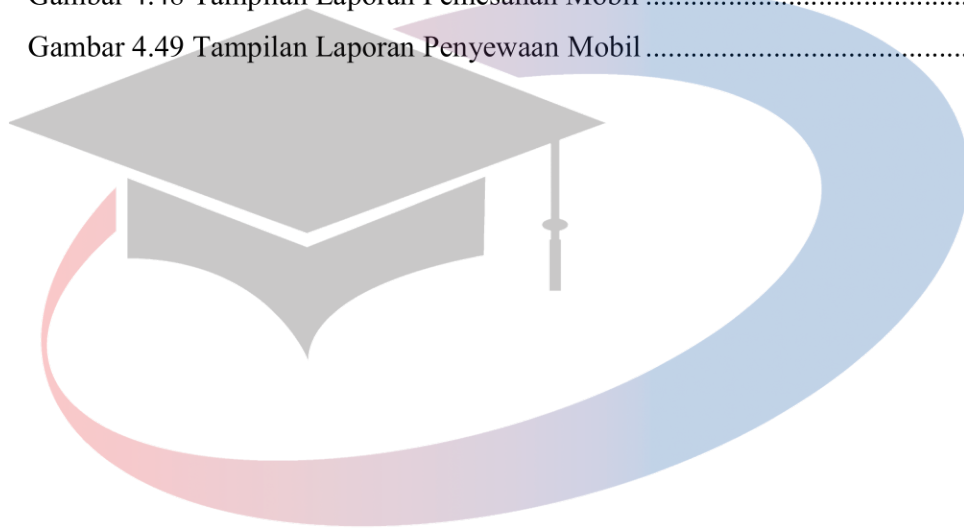 Gambar 4.48 Tampilan Laporan Pemesanan Mobil ........................................
Gambar 4.49 Tampilan Laporan Penyewaan Mobil ........................................